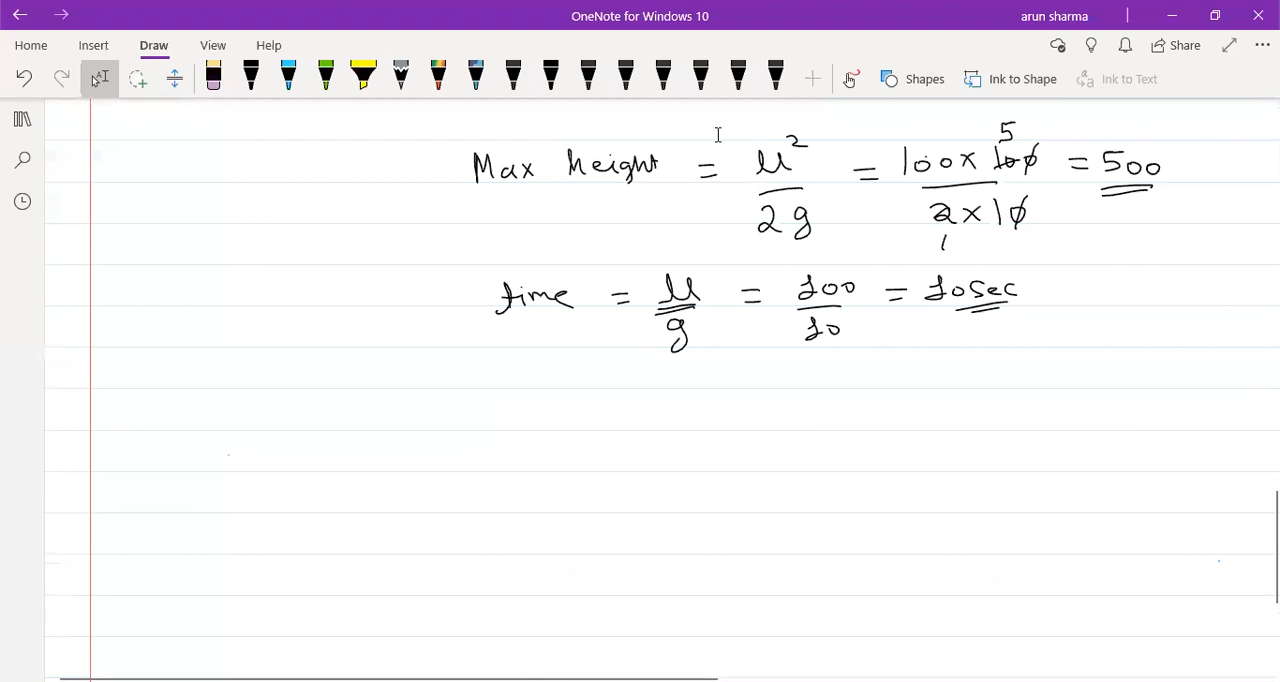 OneNote for Windows 10
arun sharma
Home Insert Draw View Help
Share
Shapes Ink to Shape Ink to Text
Max height = u²/2g = 100 x 100/2 x 10 = 500
5
1
time = u/g = 100/10 = 10 sec